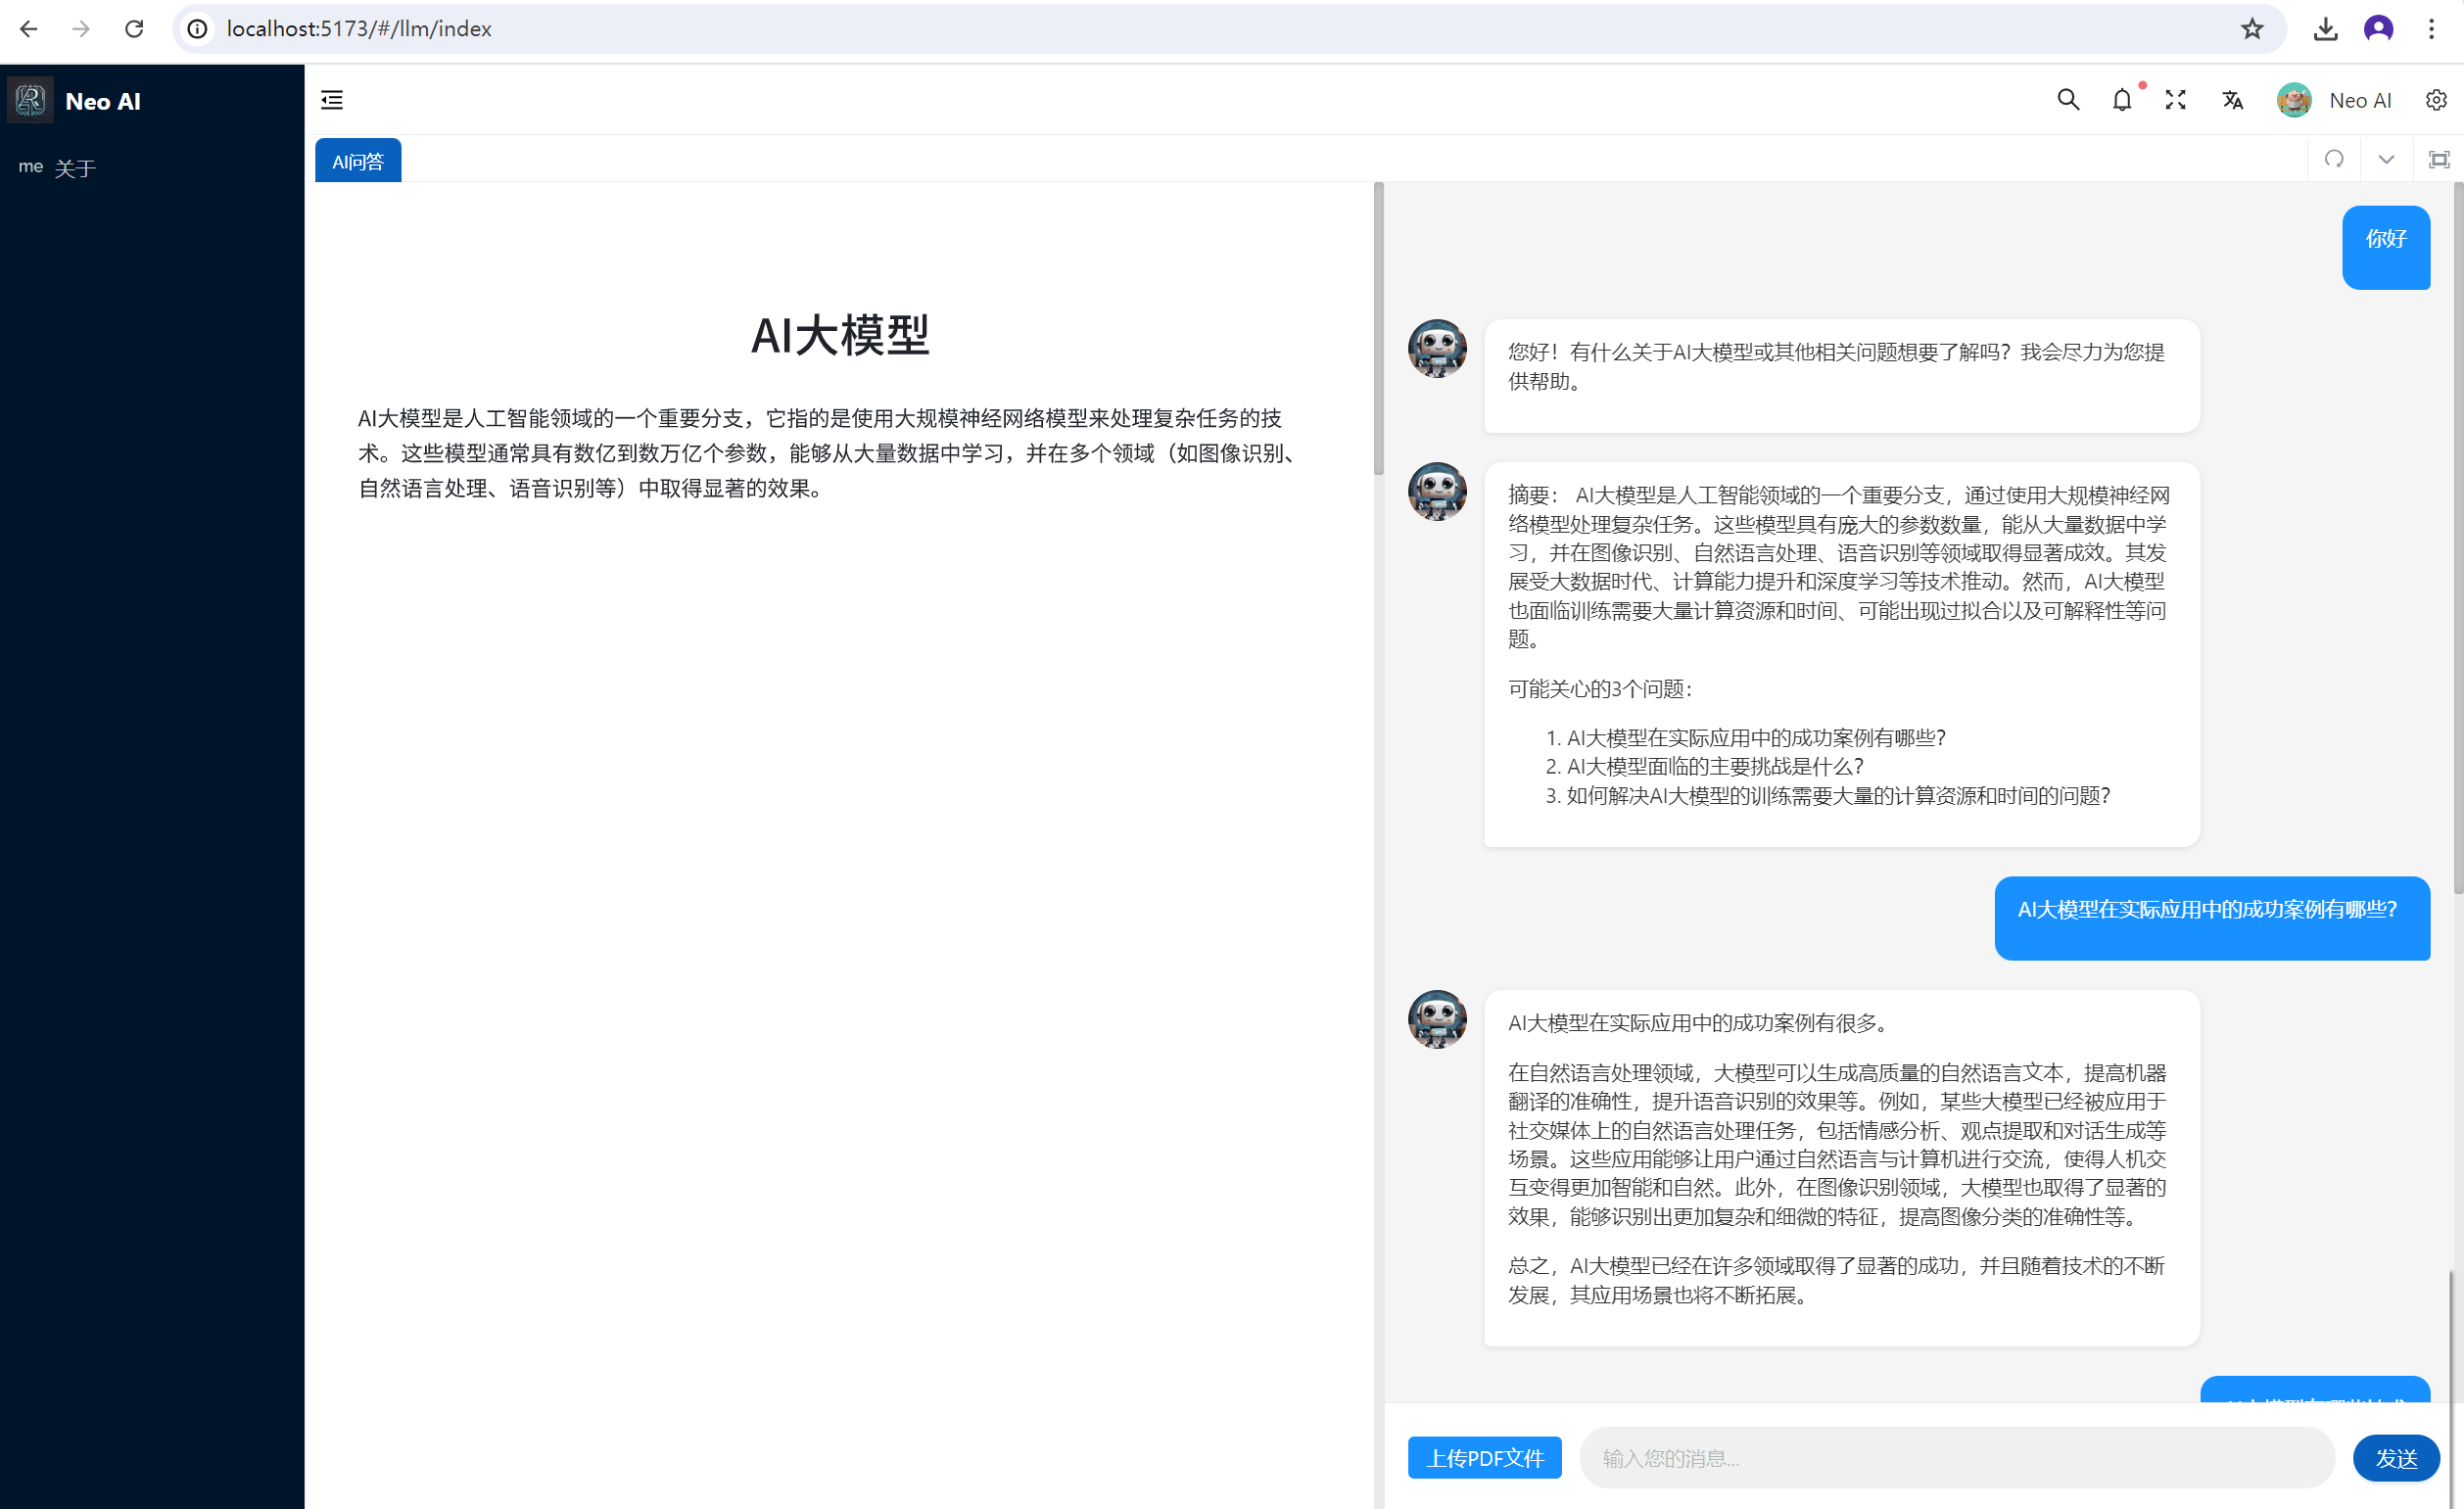 localhost:5173/#/llm/index
Neo AI
Neo AI
me 关于
AI问答
AI大模型
AI大模型是人工智能领域的一个重要分支，它指的是使用大规模神经网络模型来处理复杂任务的技
术。这些模型通常具有数亿到数万亿个参数，能够从大量数据中学习，并在多个领域（如图像识别、
自然语言处理、语音识别等）中取得显著的效果。
你好
您好！有什么关于AI大模型或其他相关问题想要了解吗？我会尽力为您提
供帮助。
摘要： AI大模型是人工智能领域的一个重要分支，通过使用大规模神经网
络模型处理复杂任务。这些模型具有庞大的参数数量，能从大量数据中学
习，并在图像识别、自然语言处理、语音识别等领域取得显著成效。其发
展受大数据时代、计算能力提升和深度学习等技术推动。然而，AI大模型
也面临训练需要大量计算资源和时间、可能出现过拟合以及可解释性等问
题。
可能关心的3个问题：
1. AI大模型在实际应用中的成功案例有哪些？
2. AI大模型面临的主要挑战是什么？
3. 如何解决AI大模型的训练需要大量的计算资源和时间的问题？
AI大模型在实际应用中的成功案例有哪些？
AI大模型在实际应用中的成功案例有很多。
在自然语言处理领域，大模型可以生成高质量的自然语言文本，提高机器
翻译的准确性，提升语音识别的效果等。例如，某些大模型已经被应用于
社交媒体上的自然语言处理任务，包括情感分析、观点提取和对话生成等
场景。这些应用能够让用户通过自然语言与计算机进行交流，使得人机交
互变得更加智能和自然。此外，在图像识别领域，大模型也取得了显著的
效果，能够识别出更加复杂和细微的特征，提高图像分类的准确性等。
总之，AI大模型已经在许多领域取得了显著的成功，并且随着技术的不断
发展，其应用场景也将不断拓展。
上传PDF文件
输入您的消息...
发送